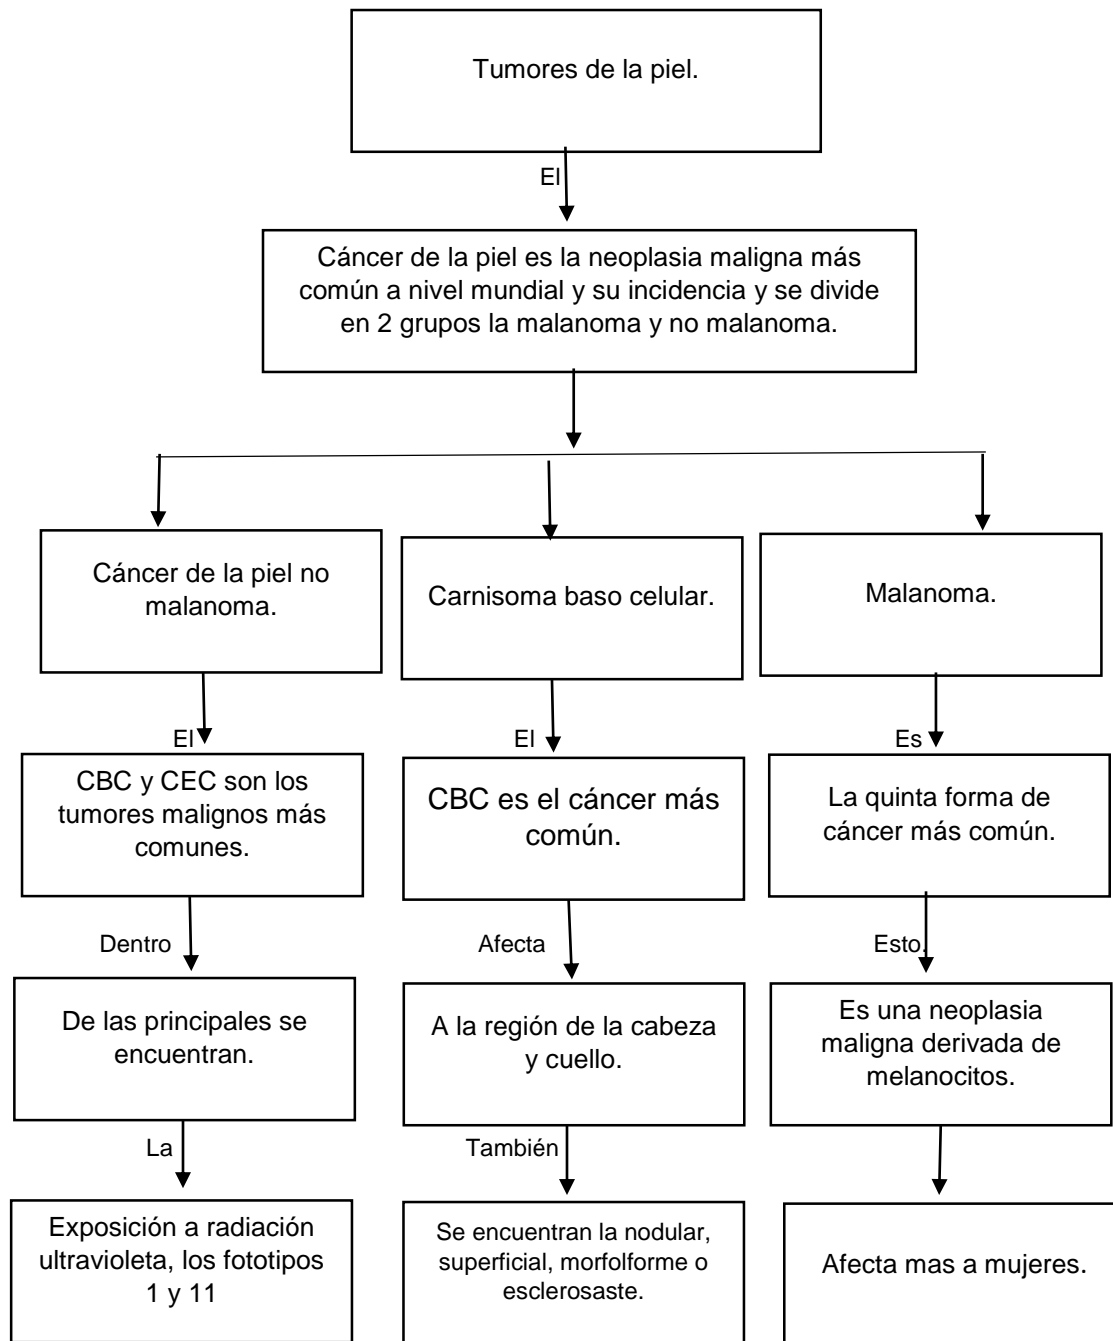 Tumores de la piel.
El
Cáncer de la piel es la neoplasia maligna más
común a nivel mundial y su incidencia y se divide
en 2 grupos la malanoma y no malanoma.
Cáncer de la piel no
malanoma.
El
CBC y CEC son los
tumores malignos más
comunes.
Dentro
De las principales se
encuentran.
La
Exposición a radiación
ultravioleta, los fototipos
1 y 11
Carnisoma baso celular.
El
CBC es el cáncer más
común.
Afecta
A la región de la cabeza
y cuello.
También
Se encuentran la nodular,
superficial, morfolforme o
esclerosaste.
Malanoma.
Es
La quinta forma de
cáncer más común.
Esto.
Es una neoplasia
maligna derivada de
melanocitos.
Afecta mas a mujeres.